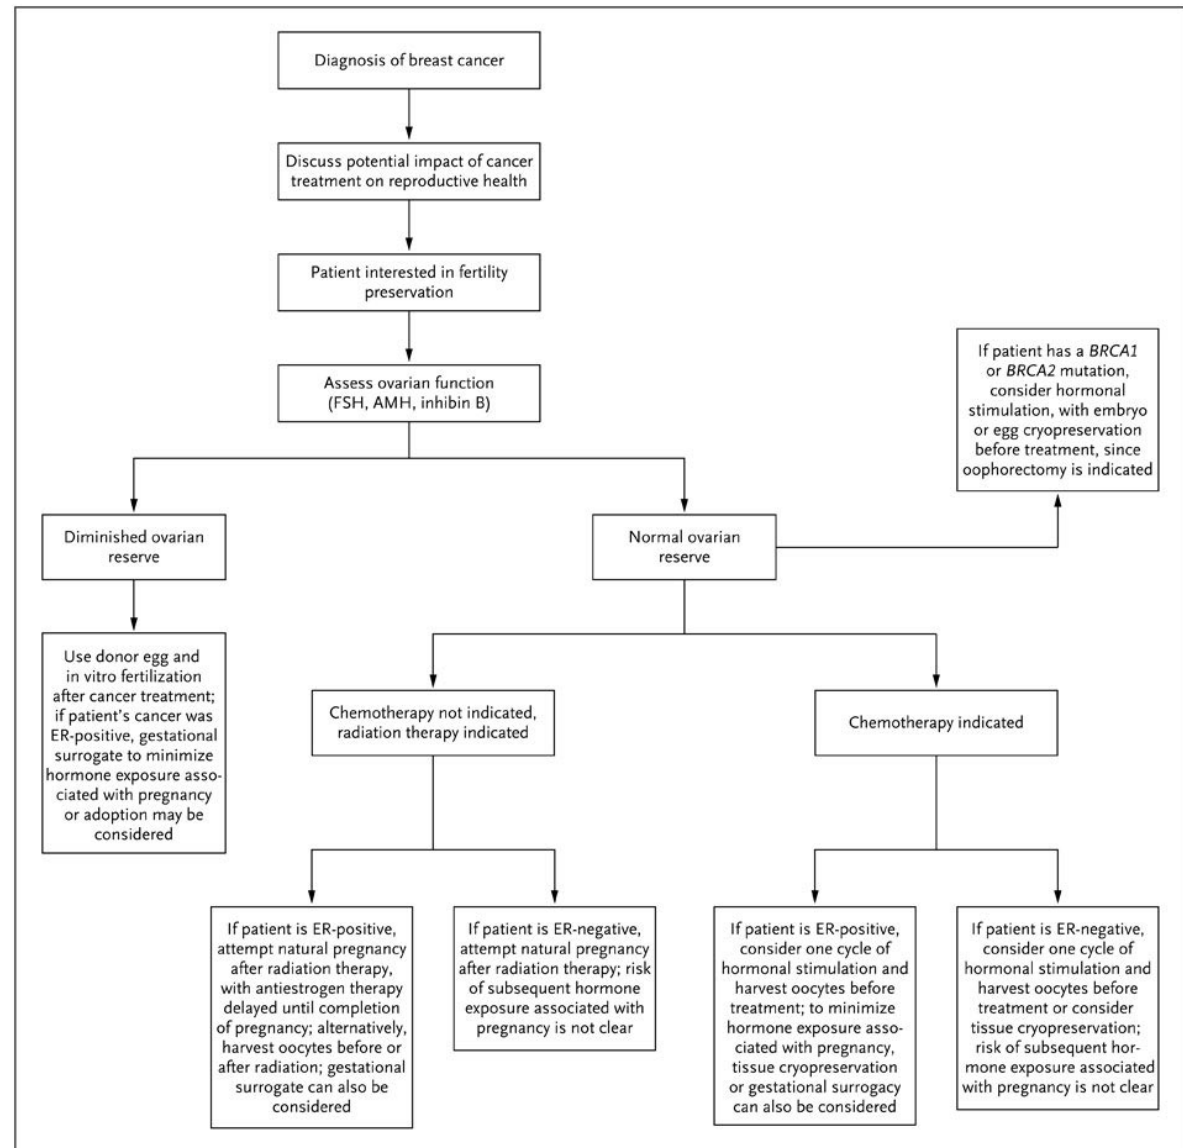 Diagnosis of breast cancer
Discuss potential impact of cancer
treatment on reproductive health
Patient interested in fertility
preservation
Assess ovarian function
(FSH, AMH, inhibin B)
If patient has a BRCA1
or BRCA2 mutation,
consider hormonal
stimulation, with embryo
or egg cryopreservation
before treatment, since
oophorectomy is indicated
Diminished ovarian
reserve
Normal ovarian
reserve
Use donor egg and
in vitro fertilization
after cancer treatment;
if patient's cancer was
ER-positive, gestational
surrogate to minimize
hormone exposure asso-
ciated with pregnancy
or adoption may be
considered
Chemotherapy not indicated,
radiation therapy indicated
Chemotherapy indicated
If patient is ER-positive,
attempt natural pregnancy
after radiation therapy,
with antiestrogen therapy
delayed until completion
of pregnancy; alternatively,
harvest oocytes before or
after radiation; gestational
surrogate can also be
considered
If patient is ER-negative,
attempt natural pregnancy
after radiation therapy; risk
of subsequent hormone
exposure associated with
pregnancy is not clear
If patient is ER-positive,
consider one cycle of
hormonal stimulation and
harvest oocytes before
treatment; to minimize
hormone exposure asso-
ciated with pregnancy,
tissue cryopreservation
or gestational surrogacy
can also be considered
If patient is ER-negative,
consider one cycle of
hormonal stimulation and
harvest oocytes before
treatment or consider
tissue cryopreservation;
risk of subsequent hor-
mone exposure associated
with pregnancy is not clear